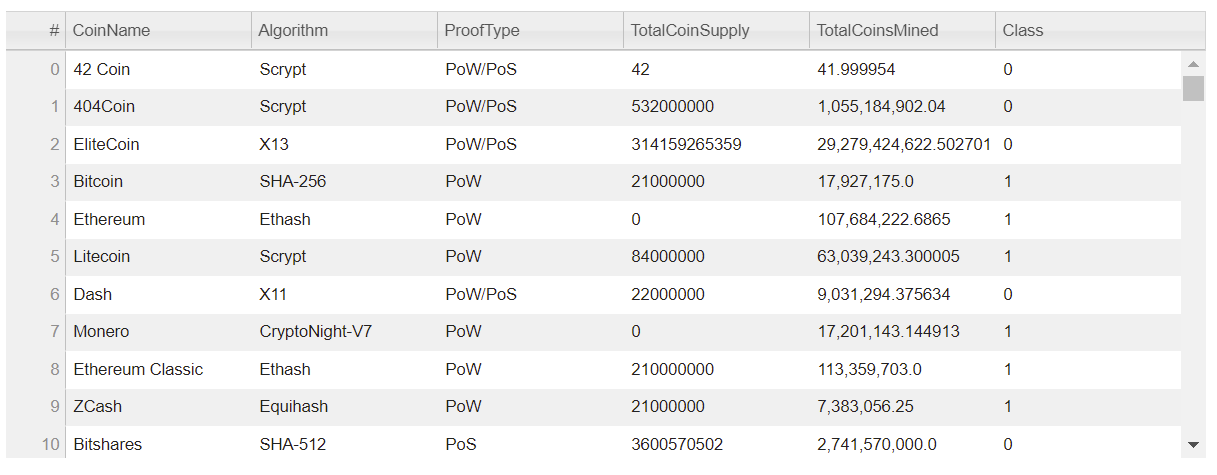 # CoinName Algorithm ProofType TotalCoinSupply TotalCoinsMined Class
0 42 Coin Scrypt PoW/PoS 42 41.999954 0
1 404Coin Scrypt PoW/PoS 532000000 1,055,184,902.04 0
2 EliteCoin X13 PoW/PoS 314159265359 29,279,424,622.502701 0
3 Bitcoin SHA-256 PoW 21000000 17,927,175.0 1
4 Ethereum Ethash PoW 0 107,684,222.6865 1
5 Litecoin Scrypt PoW 84000000 63,039,243.300005 1
6 Dash X11 PoW/PoS 22000000 9,031,294.375634 0
7 Monero CryptoNight-V7 PoW 0 17,201,143.144913 1
8 Ethereum Classic Ethash PoW 210000000 113,359,703.0 1
9 ZCash Equihash PoW 21000000 7,383,056.25 1
10 Bitshares SHA-512 PoS 3600570502 2,741,570,000.0 0